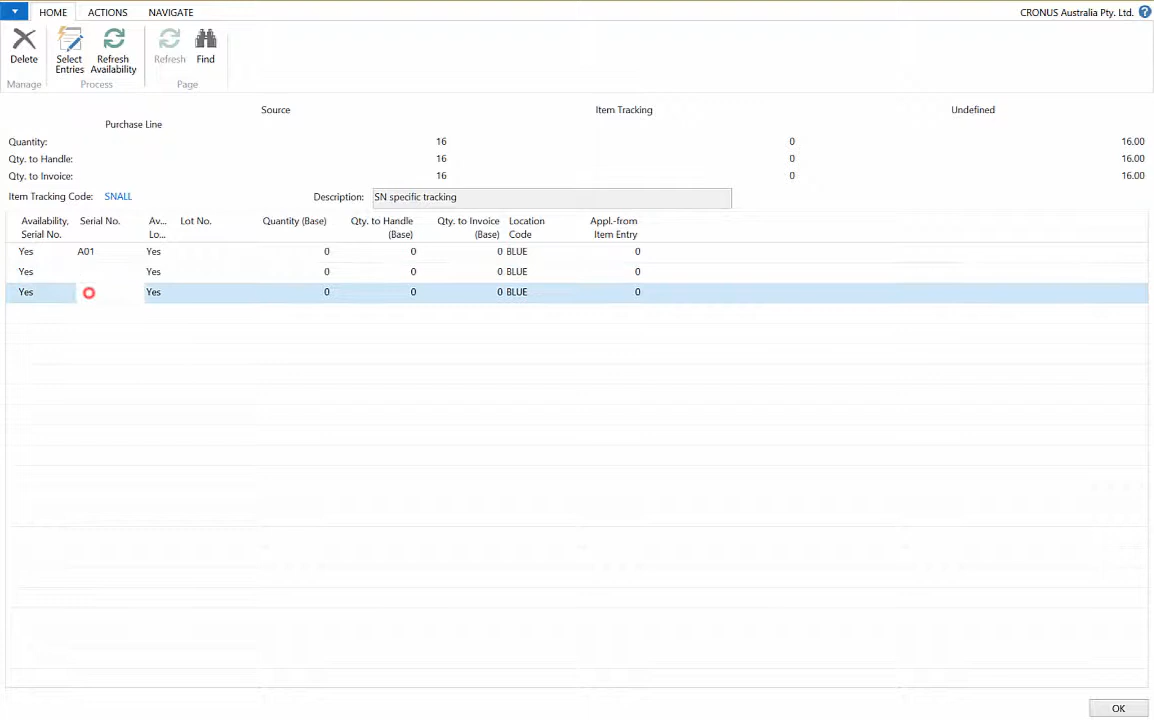 HOME ACTIONS NAVIGATE CRONUS Australia Pty. Ltd. ?
Delete Select Entries Refresh Availability Refresh Find
Manage Process Page
Source Item Tracking Undefined
Purchase Line
Quantity: 16 0 16.00
Qty. to Handle: 16 0 16.00
Qty. to Invoice: 16 0 16.00
Item Tracking Code: SNALL Description: SN specific tracking
Availability, Serial No. Serial No. Av... Lo... Lot No. Quantity (Base) Qty. to Handle (Base) Qty. to Invoice (Base) Location Code Appl.-from Item Entry
Yes A01 Yes 0 0 0 BLUE 0
Yes Yes 0 0 0 BLUE 0
Yes Yes 0 0 0 BLUE 0
OK